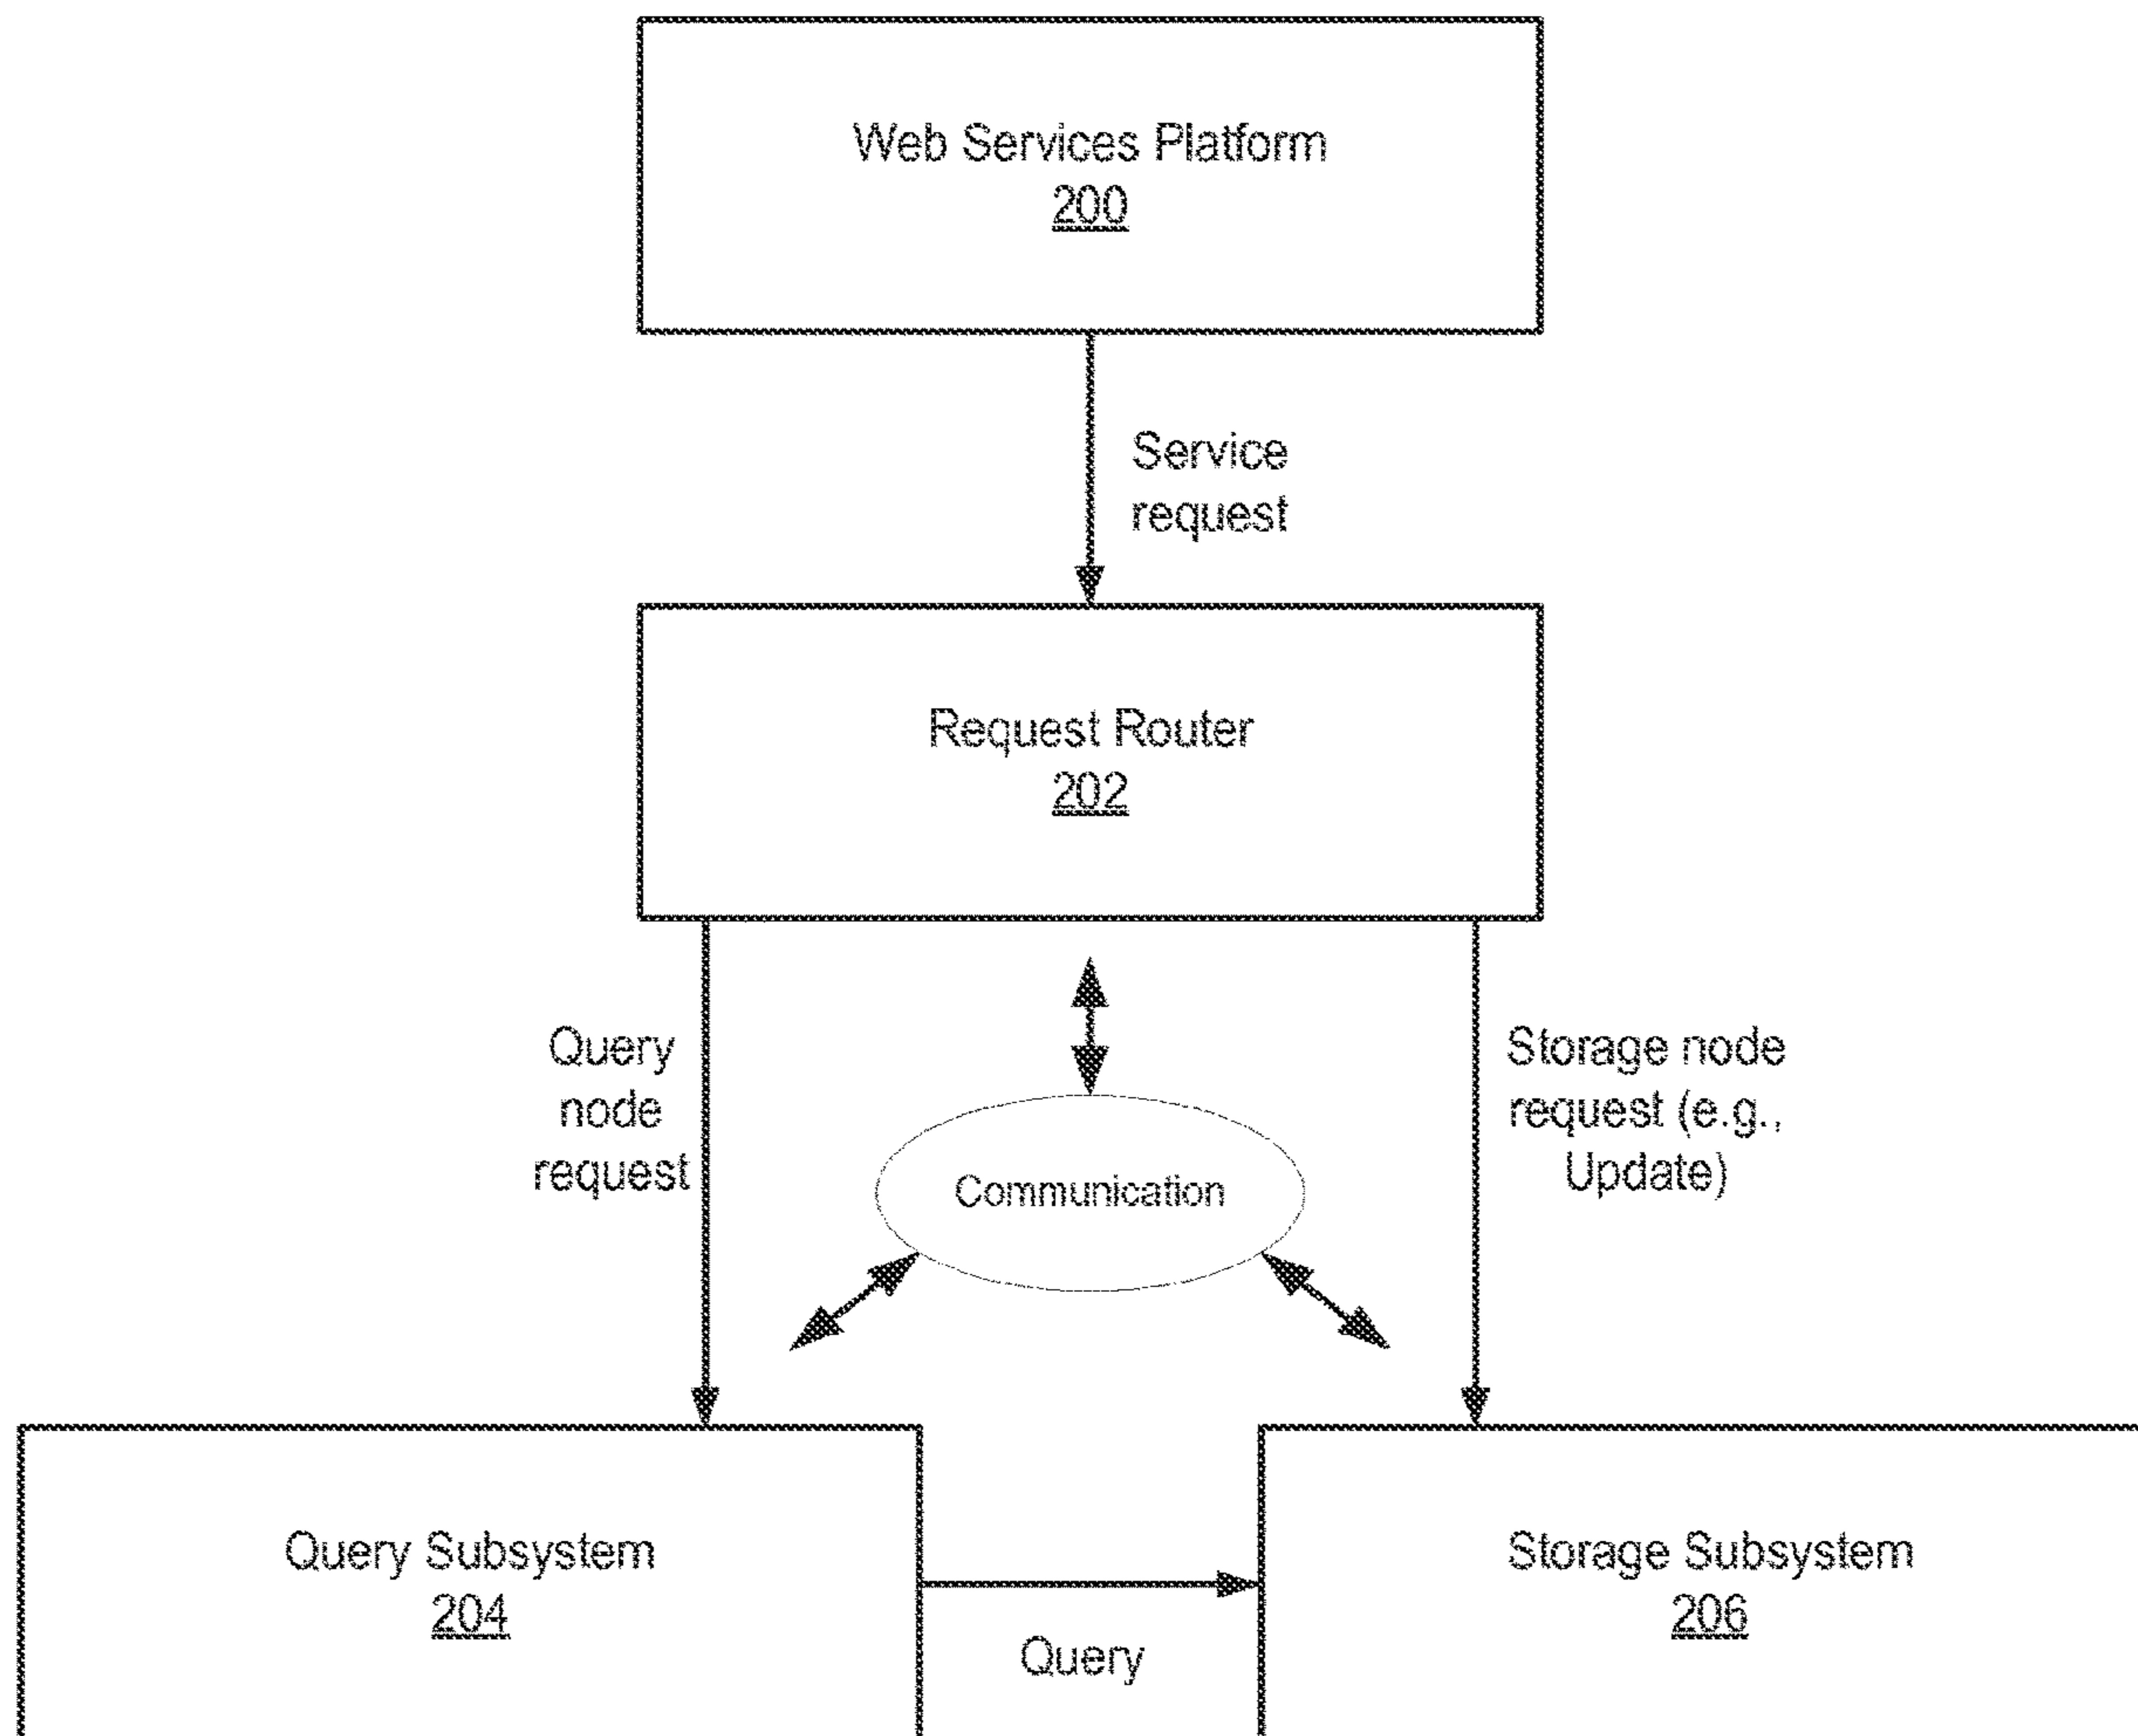 Web Services Platform
200
Service
request
Request Router
202
Query
node
request
Storage node
request (e.g.,
Update)
Communication
Query Subsystem
204
Storage Subsystem
206
Query